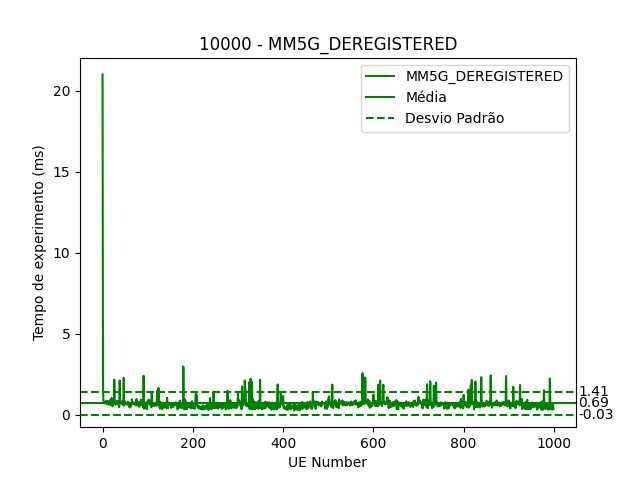 10000 - MM5G_DEREGISTERED
MM5G_DEREGISTERED
Média
Desvio Padrão
Tempo de experimento (ms)
20
15
10
5
0
1.41
0.69
-0.03
0 200 400 600 800 1000
UE Number